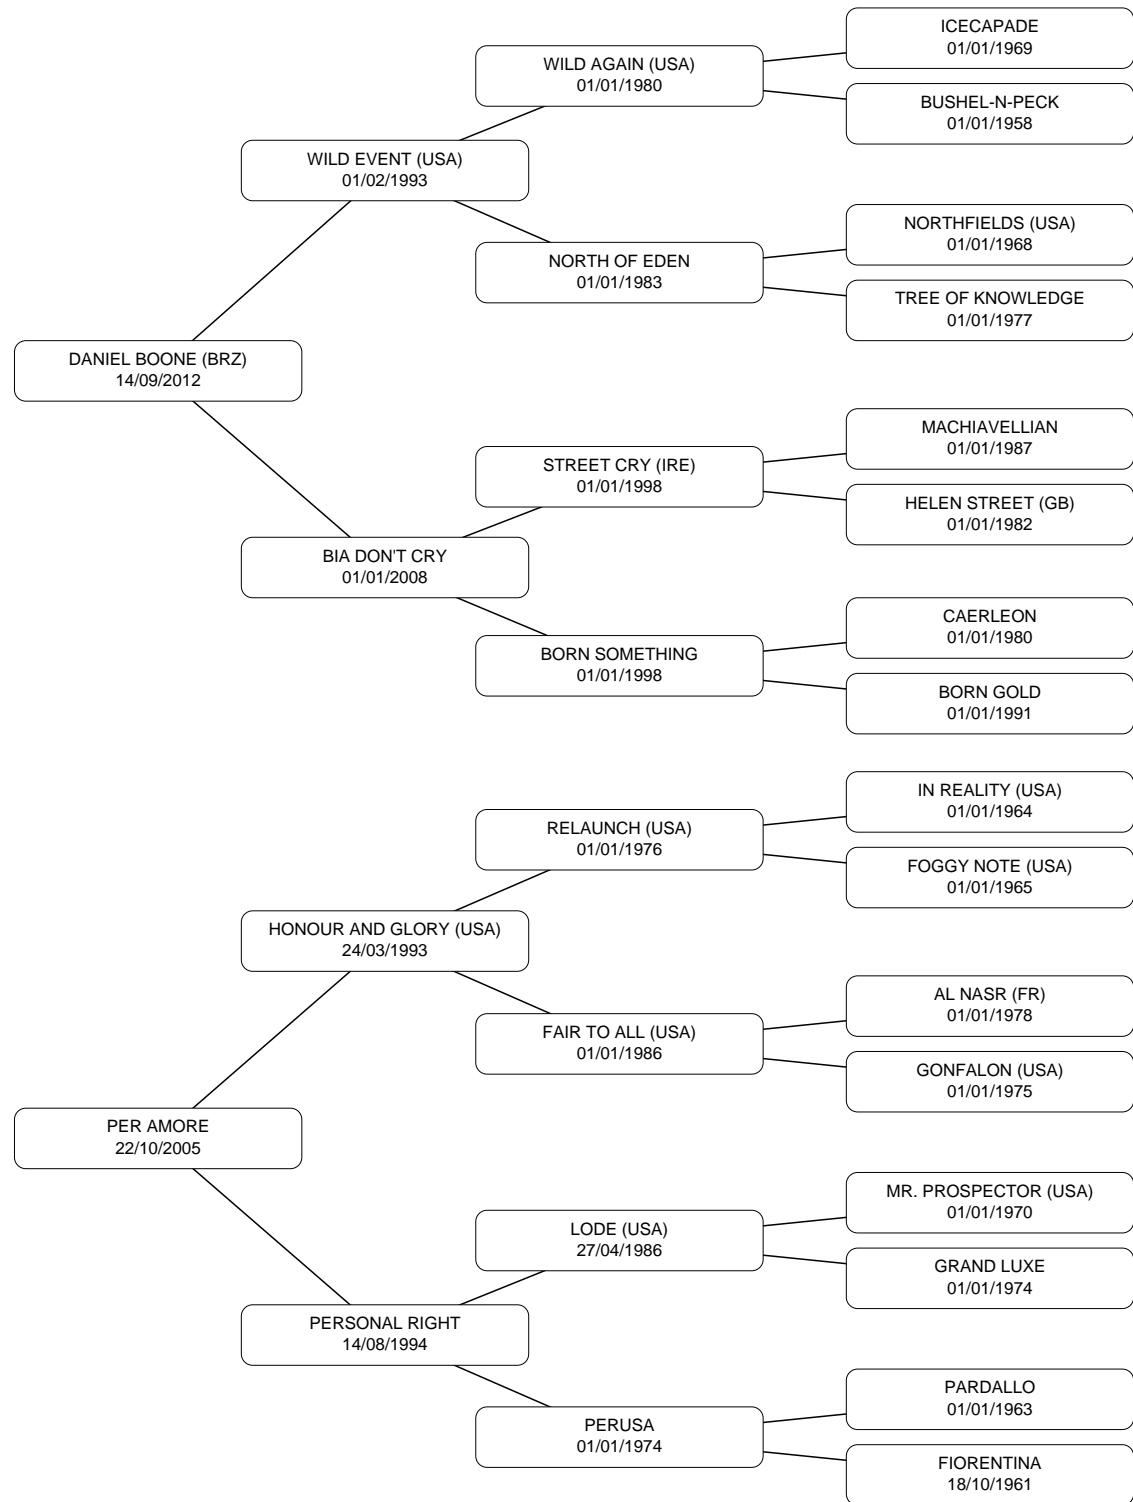 ICECAPADE
01/01/1969
WILD AGAIN (USA)
01/01/1980
BUSHEL-N-PECK
01/01/1958
WILD EVENT (USA)
01/02/1993
NORTHFIELDS (USA)
01/01/1968
NORTH OF EDEN
01/01/1983
TREE OF KNOWLEDGE
01/01/1977
DANIEL BOONE (BRZ)
14/09/2012
MACHIAVELLIAN
01/01/1987
STREET CRY (IRE)
01/01/1998
HELEN STREET (GB)
01/01/1982
BIA DON'T CRY
01/01/2008
CAERLEON
01/01/1980
BORN SOMETHING
01/01/1998
BORN GOLD
01/01/1991
IN REALITY (USA)
01/01/1964
RELAUNCH (USA)
01/01/1976
FOGGY NOTE (USA)
01/01/1965
HONOUR AND GLORY (USA)
24/03/1993
AL NASR (FR)
01/01/1978
FAIR TO ALL (USA)
01/01/1986
GONFALON (USA)
01/01/1975
PER AMORE
22/10/2005
MR. PROSPECTOR (USA)
01/01/1970
LODE (USA)
27/04/1986
GRAND LUXE
01/01/1974
PERSONAL RIGHT
14/08/1994
PARDALLO
01/01/1963
PERUSA
01/01/1974
FIORENTINA
18/10/1961